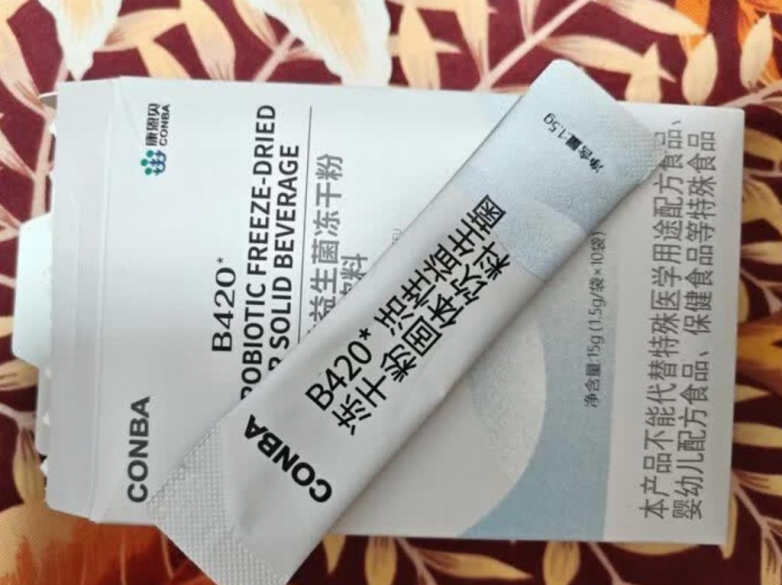 康恩贝
CONBA
B420*
OBIOTIC FREEZE-DRIED
R SOLID BEVERAGE
益生菌冻干粉
料
CONBA
净含量:15g(1.5g/袋×10袋)
本产品不能代替特殊医学用途配方食品、
婴幼儿配方食品、保健食品等特殊食品
CONBA
B420*活性益生菌
冻干粉固体饮料
净含量:1.5g